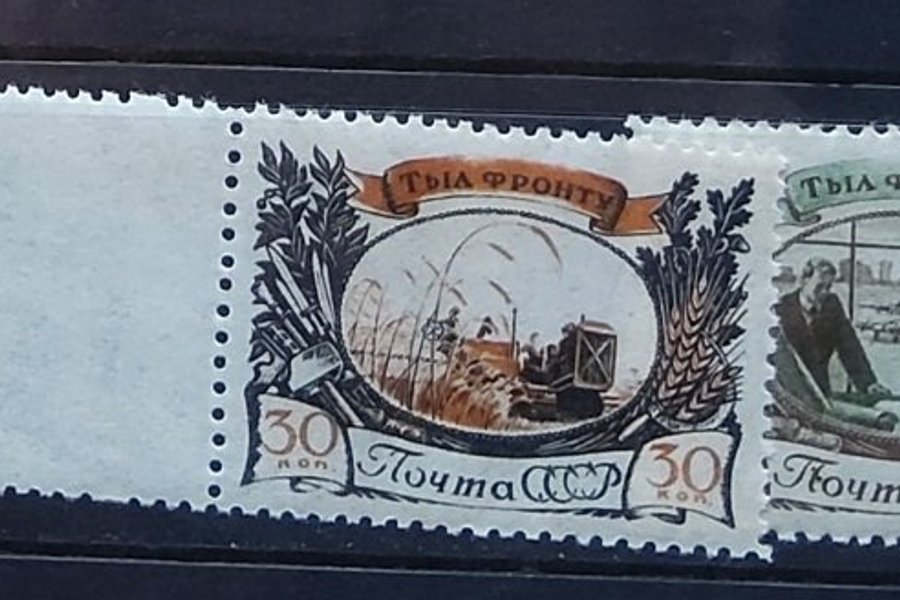 ТЫЛ ФРОНТУ
30 коп.
Почта СССР
30 коп.
ТЫЛ Ф
Почт